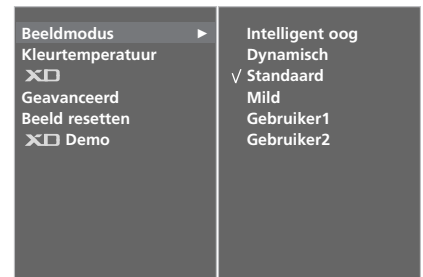 Beeldmodus ►
Kleurtemperatuur
XD
Geavanceerd
Beeld resetten
XD Demo
Intelligent oog
Dynamisch
√ Standaard
Mild
Gebruiker1
Gebruiker2